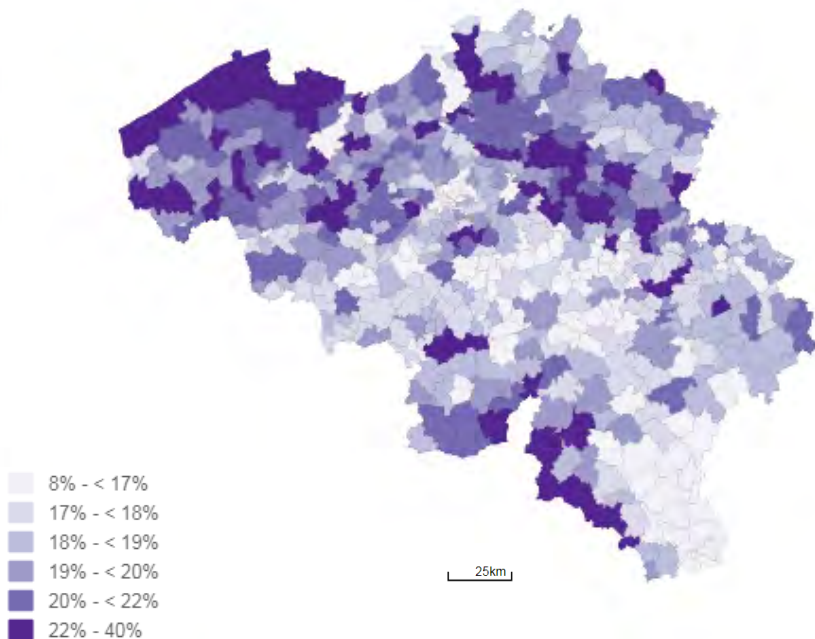 8% - < 17%
17% - < 18%
18% - < 19%
19% - < 20%
20% - < 22%
22% - 40%
25km